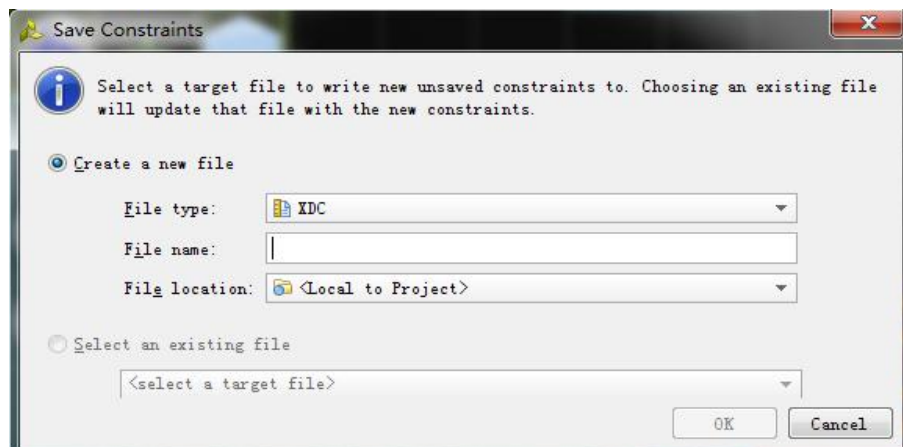 Save Constraints
Select a target file to write new unsaved constraints to. Choosing an existing file
will update that file with the new constraints.
Create a new file
File type: XDC
File name:
File location: <Local to Project>
Select an existing file
<select a target file>
OK Cancel